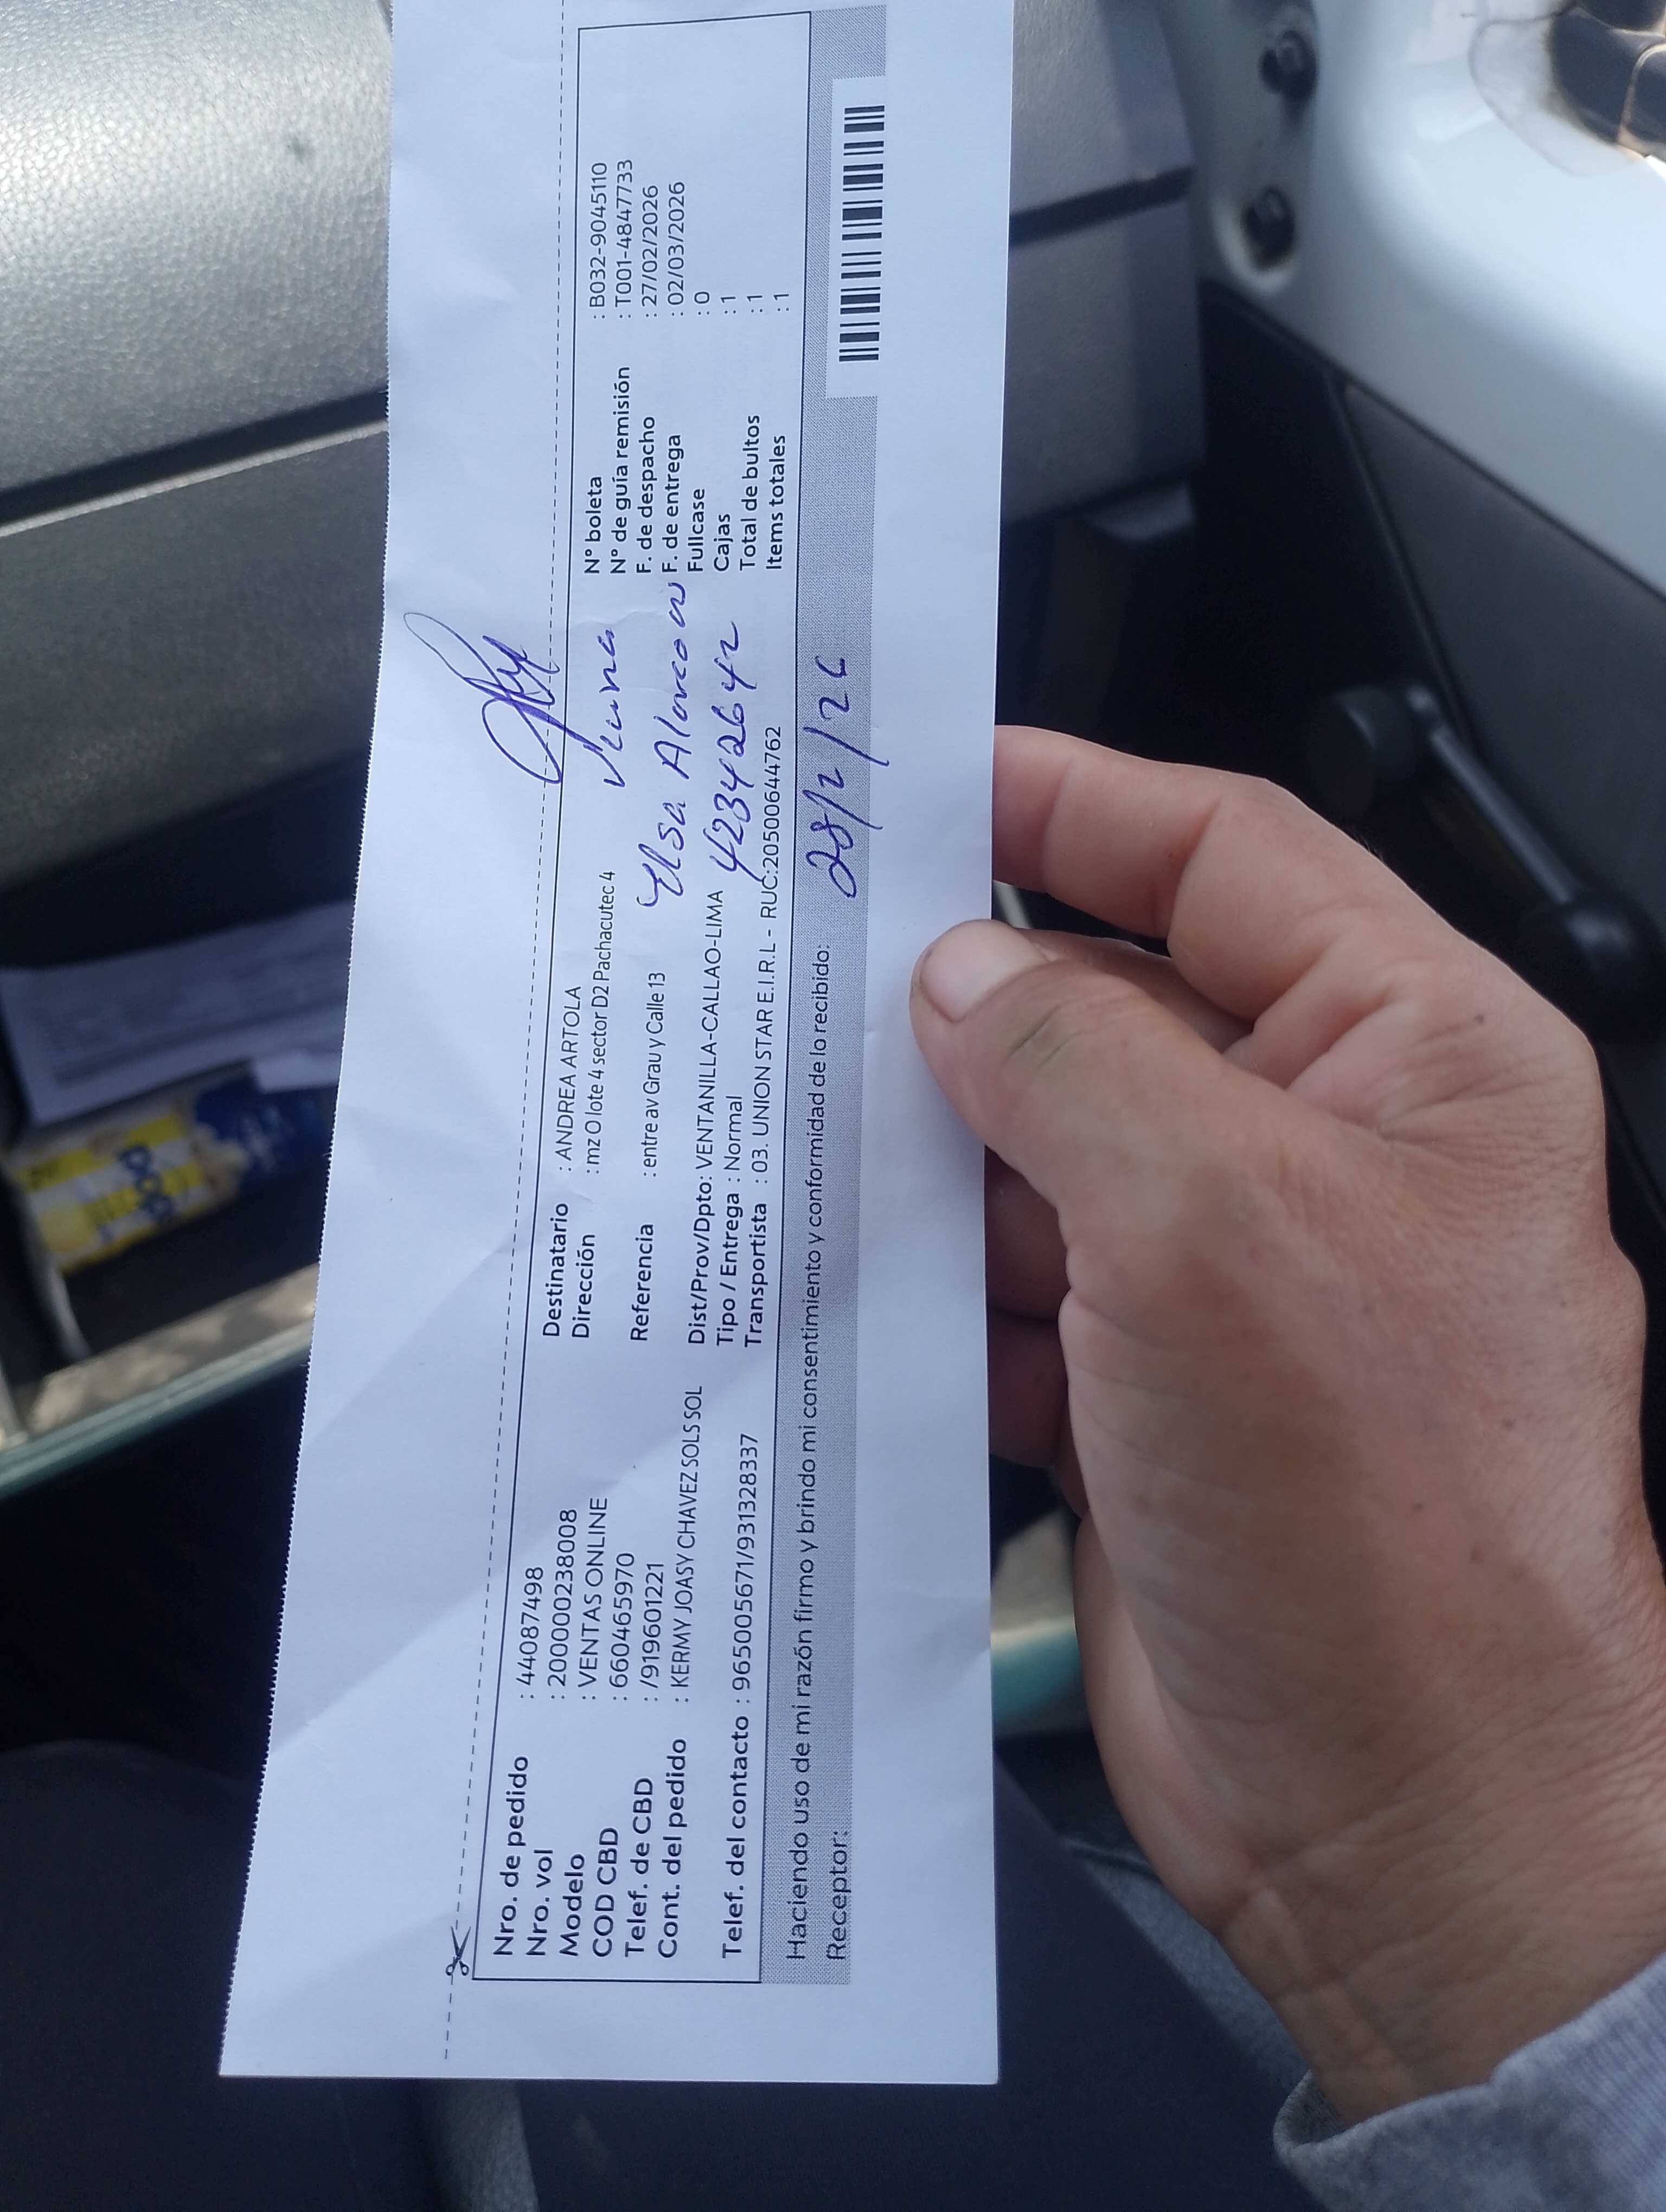 Nro. de pedido : 44087498
Nro. vol : 200000238008
Modelo : VENTAS ONLINE
COD CBD : 660465970
Telef. de CBD : /919601221
Cont. del pedido : KERMY JOASY CHAVEZ SOLS SOL
Telef. del contacto : 965005671/931328337
Destinatario : ANDREA ARTOLA
Dirección : mz O lote 4 sector D2 Pachacutec 4
Referencia : entre av Grau y Calle 13
Dist/Prov/Dpto: VENTANILLA-CALLAO-LIMA
Tipo / Entrega : Normal
Transportista : 03. UNION STAR E.I.R.L - RUC:20500644762
Elsa Alarcon
42342642
N° boleta : B032-9045110
N° de guía remisión : T001-4847733
F. de despacho : 27/02/2026
F. de entrega : 02/03/2026
Fullcase : 0
Cajas : 1
Total de bultos : 1
Items totales : 1
Haciendo uso de mi razón firmo y brindo mi consentimiento y conformidad de lo recibido:
28/2/26
Receptor: